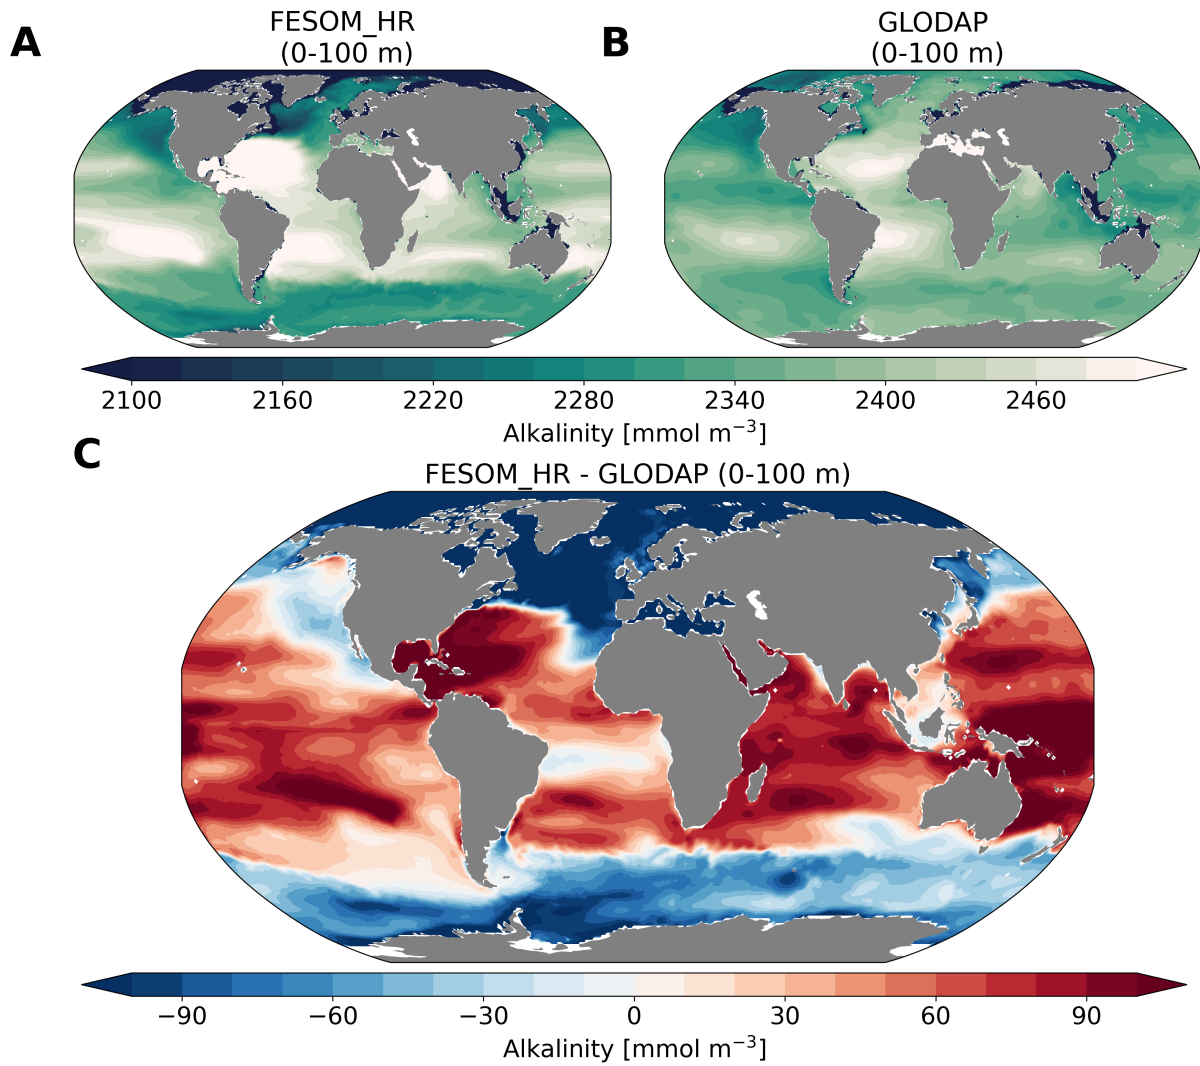 A
FESOM_HR
(0-100 m)
B
GLODAP
(0-100 m)
2100 2160 2220 2280 2340 2400 2460
Alkalinity [mmol m⁻³]
C
FESOM_HR - GLODAP (0-100 m)
−90 −60 −30 0 30 60 90
Alkalinity [mmol m⁻³]